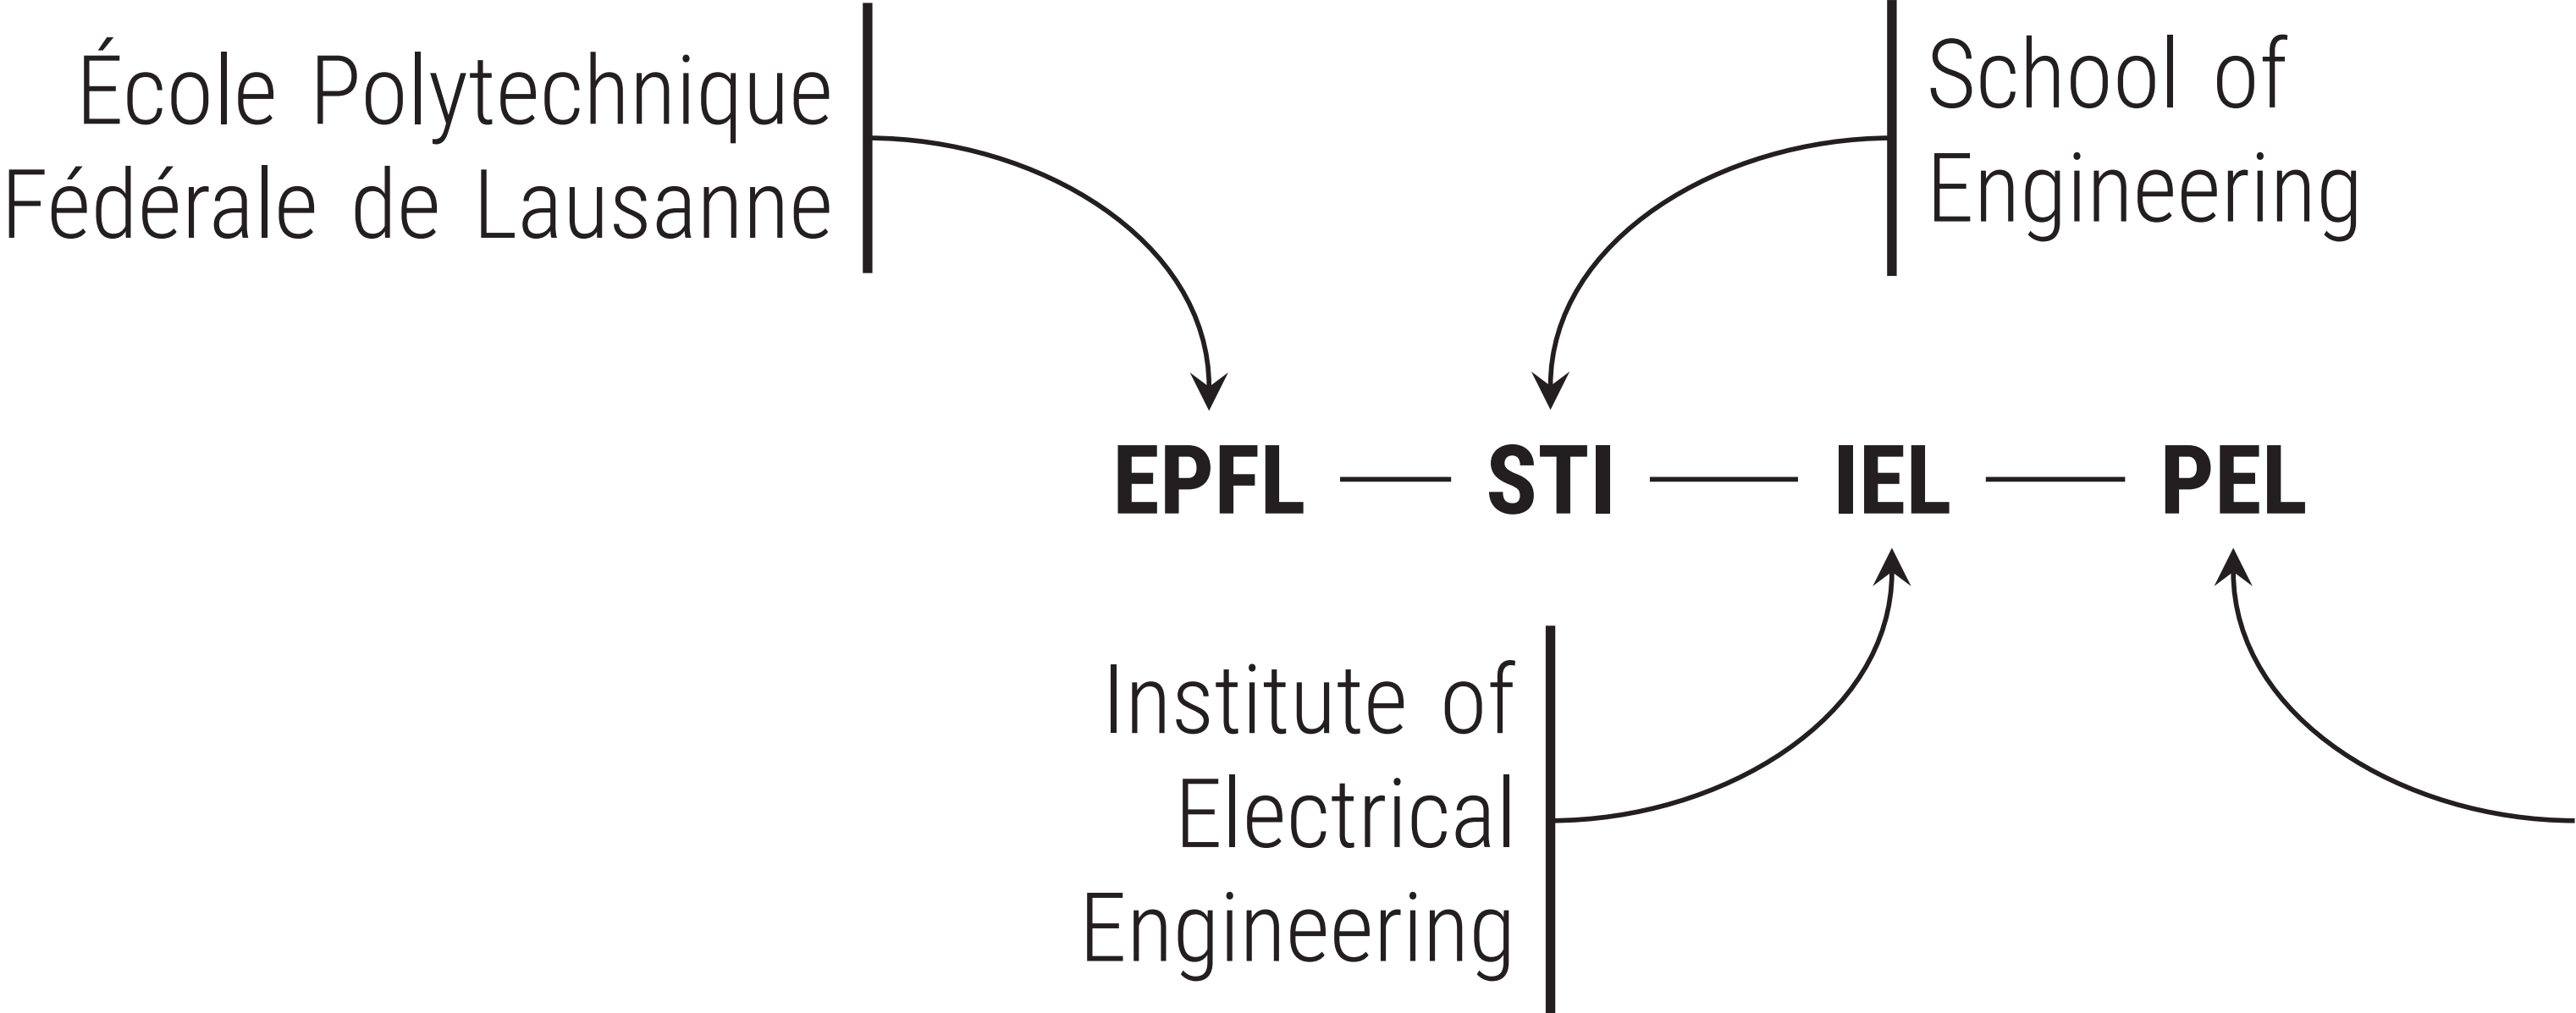 École Polytechnique
Fédérale de Lausanne
School of
Engineering
EPFL — STI — IEL — PEL
Institute of
Electrical
Engineering